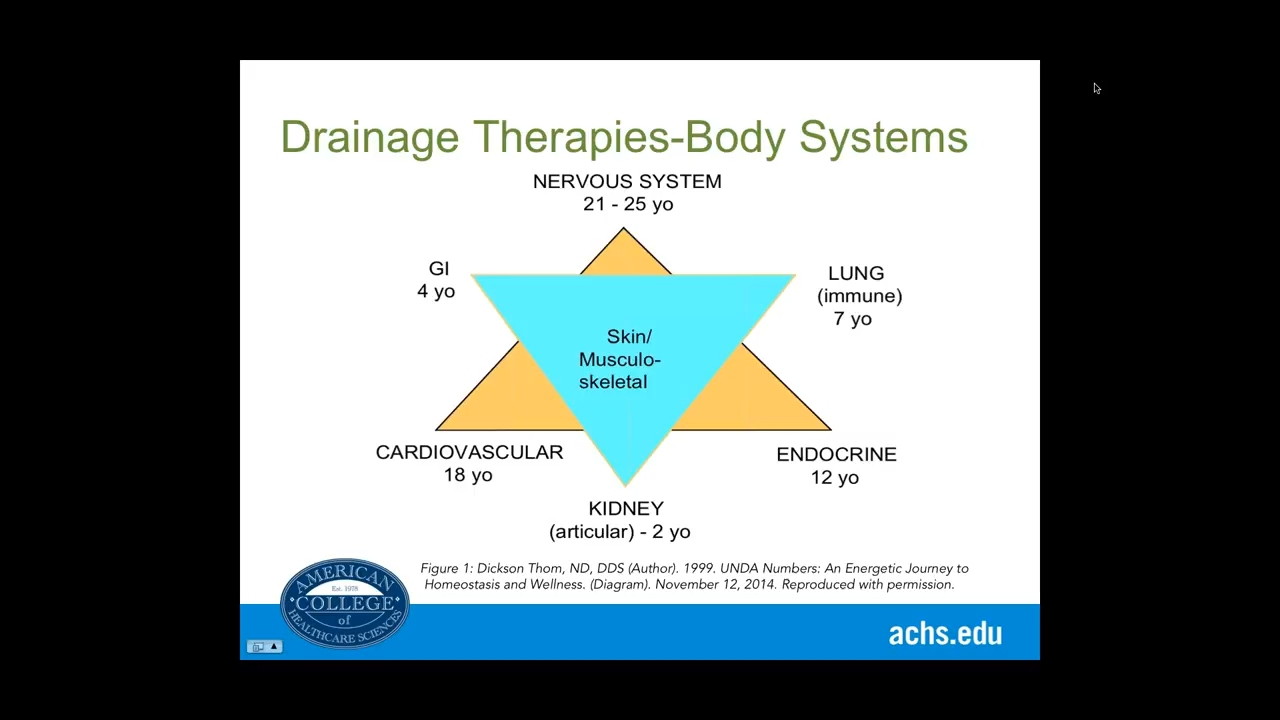 Drainage Therapies-Body Systems
NERVOUS SYSTEM
21 - 25 yo
GI
4 yo
LUNG
(immune)
7 yo
Skin/
Musculo-
skeletal
CARDIOVASCULAR
18 yo
ENDOCRINE
12 yo
KIDNEY
(articular) - 2 yo
Figure 1: Dickson Thom, ND, DDS (Author). 1999. UNDA Numbers: An Energetic Journey to
Homeostasis and Wellness. (Diagram). November 12, 2014. Reproduced with permission.
AMERICAN
Est. 1978
COLLEGE
of
HEALTHCARE SCIENCES
achs.edu